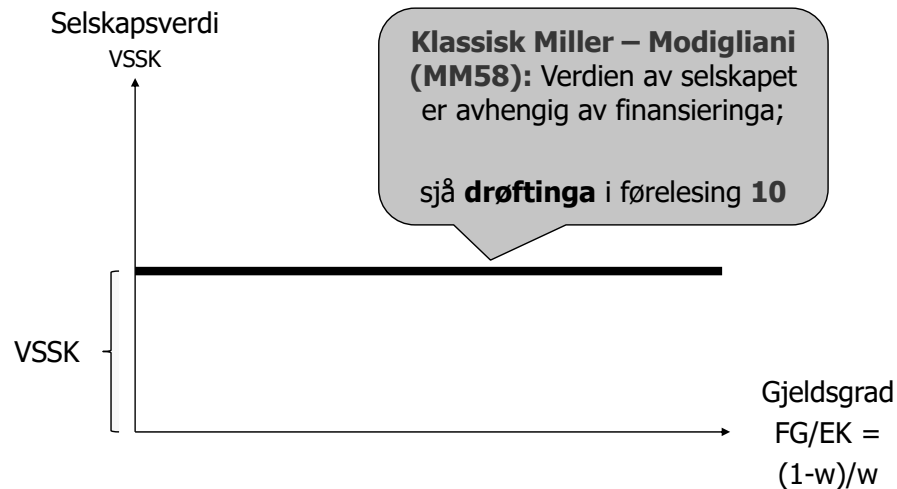 Selskapsverdi
VSSK
Klassisk Miller – Modigliani
(MM58): Verdien av selskapet
er avhengig av finansieringa;
sjå drøftinga i førelesing 10
VSSK
Gjeldsgrad
FG/EK =
(1-w)/w